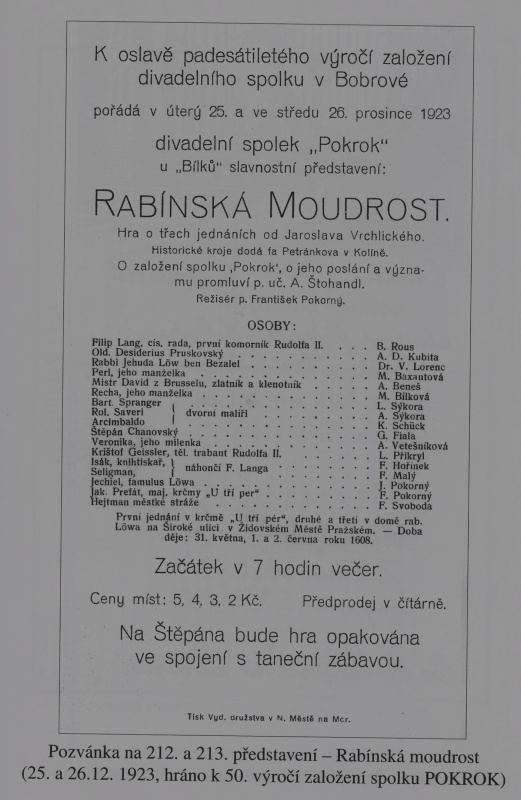 K oslavě padesátiletého výročí založení
divadelního spolku v Bobrové
pořádá v úterý 25. a ve středu 26. prosince 1923
divadelní spolek „Pokrok“
u „Bílků“ slavnostní představení:
RABÍNSKÁ MOUDROST.
Hra o třech jednáních od Jaroslava Vrchlického.
Historické kroje dodá fa Petránkova v Kolíně.
O založení spolku „Pokrok“, o jeho poslání a význa-
mu promluví p. uč. A. Štohandl.
Režisér p. František Pokorný.
OSOBY:
Filip Lang, cís. rada, první komorník Rudolfa II. . . . B. Rous
Old. Desiderius Pruskovský . . . . . . . . . . A. D. Kubita
Rabbi Jehuda Löw ben Bezalel . . . . . . . . . Dr. V. Lorenc
Perl, jeho manželka . . . . . . . . . . . . M. Baxantová
Mistr David z Brusselu, zlatník a klenotník . . . . . A. Beneš
Recha, jeho manželka . . . . . . . . . . . . M. Bílková
Bart. Spranger } dvorní malíři . . . . . . . . L. Sýkora
Rol. Saveri . . . . . . . . A. Sýkora
Arcimbaldo . . . . . . . . K. Schück
Štěpán Chanovský . . . . . . . . . . . . . G. Fiala
Veronika, jeho milenka . . . . . . . . . . . A. Vetešníková
Krištof Geissler, těl. trabant Rudolfa II. . . . . . . L. Přikryl
Isák, knihtiskař, } náhončí F. Langa . . . . . . . F. Hořínek
Seligman, . . . . . . . F. Malý
Jechiel, famulus Löwa . . . . . . . . . . . J. Pokorný
Jak. Prefát, maj. krčmy „U tří per“ . . . . . . . . F. Pokorný
Hejtman městké stráže . . . . . . . . . . . F. Svoboda
První jednání v krčmě „U tří pér“, druhé a třetí v domě rab.
Löwa na Široké ulici v Židovském Městě Pražském. — Doba
děje: 31. května, 1. a 2. června roku 1608.
Začátek v 7 hodin večer.
Ceny míst: 5, 4, 3, 2 Kč. Předprodej v čítárně.
Na Štěpána bude hra opakována
ve spojení s taneční zábavou.
Tisk Vyd. družstva v N. Městě na Mor.
Pozvánka na 212. a 213. představení – Rabínská moudrost
(25. a 26.12. 1923, hráno k 50. výročí založení spolku POKROK)